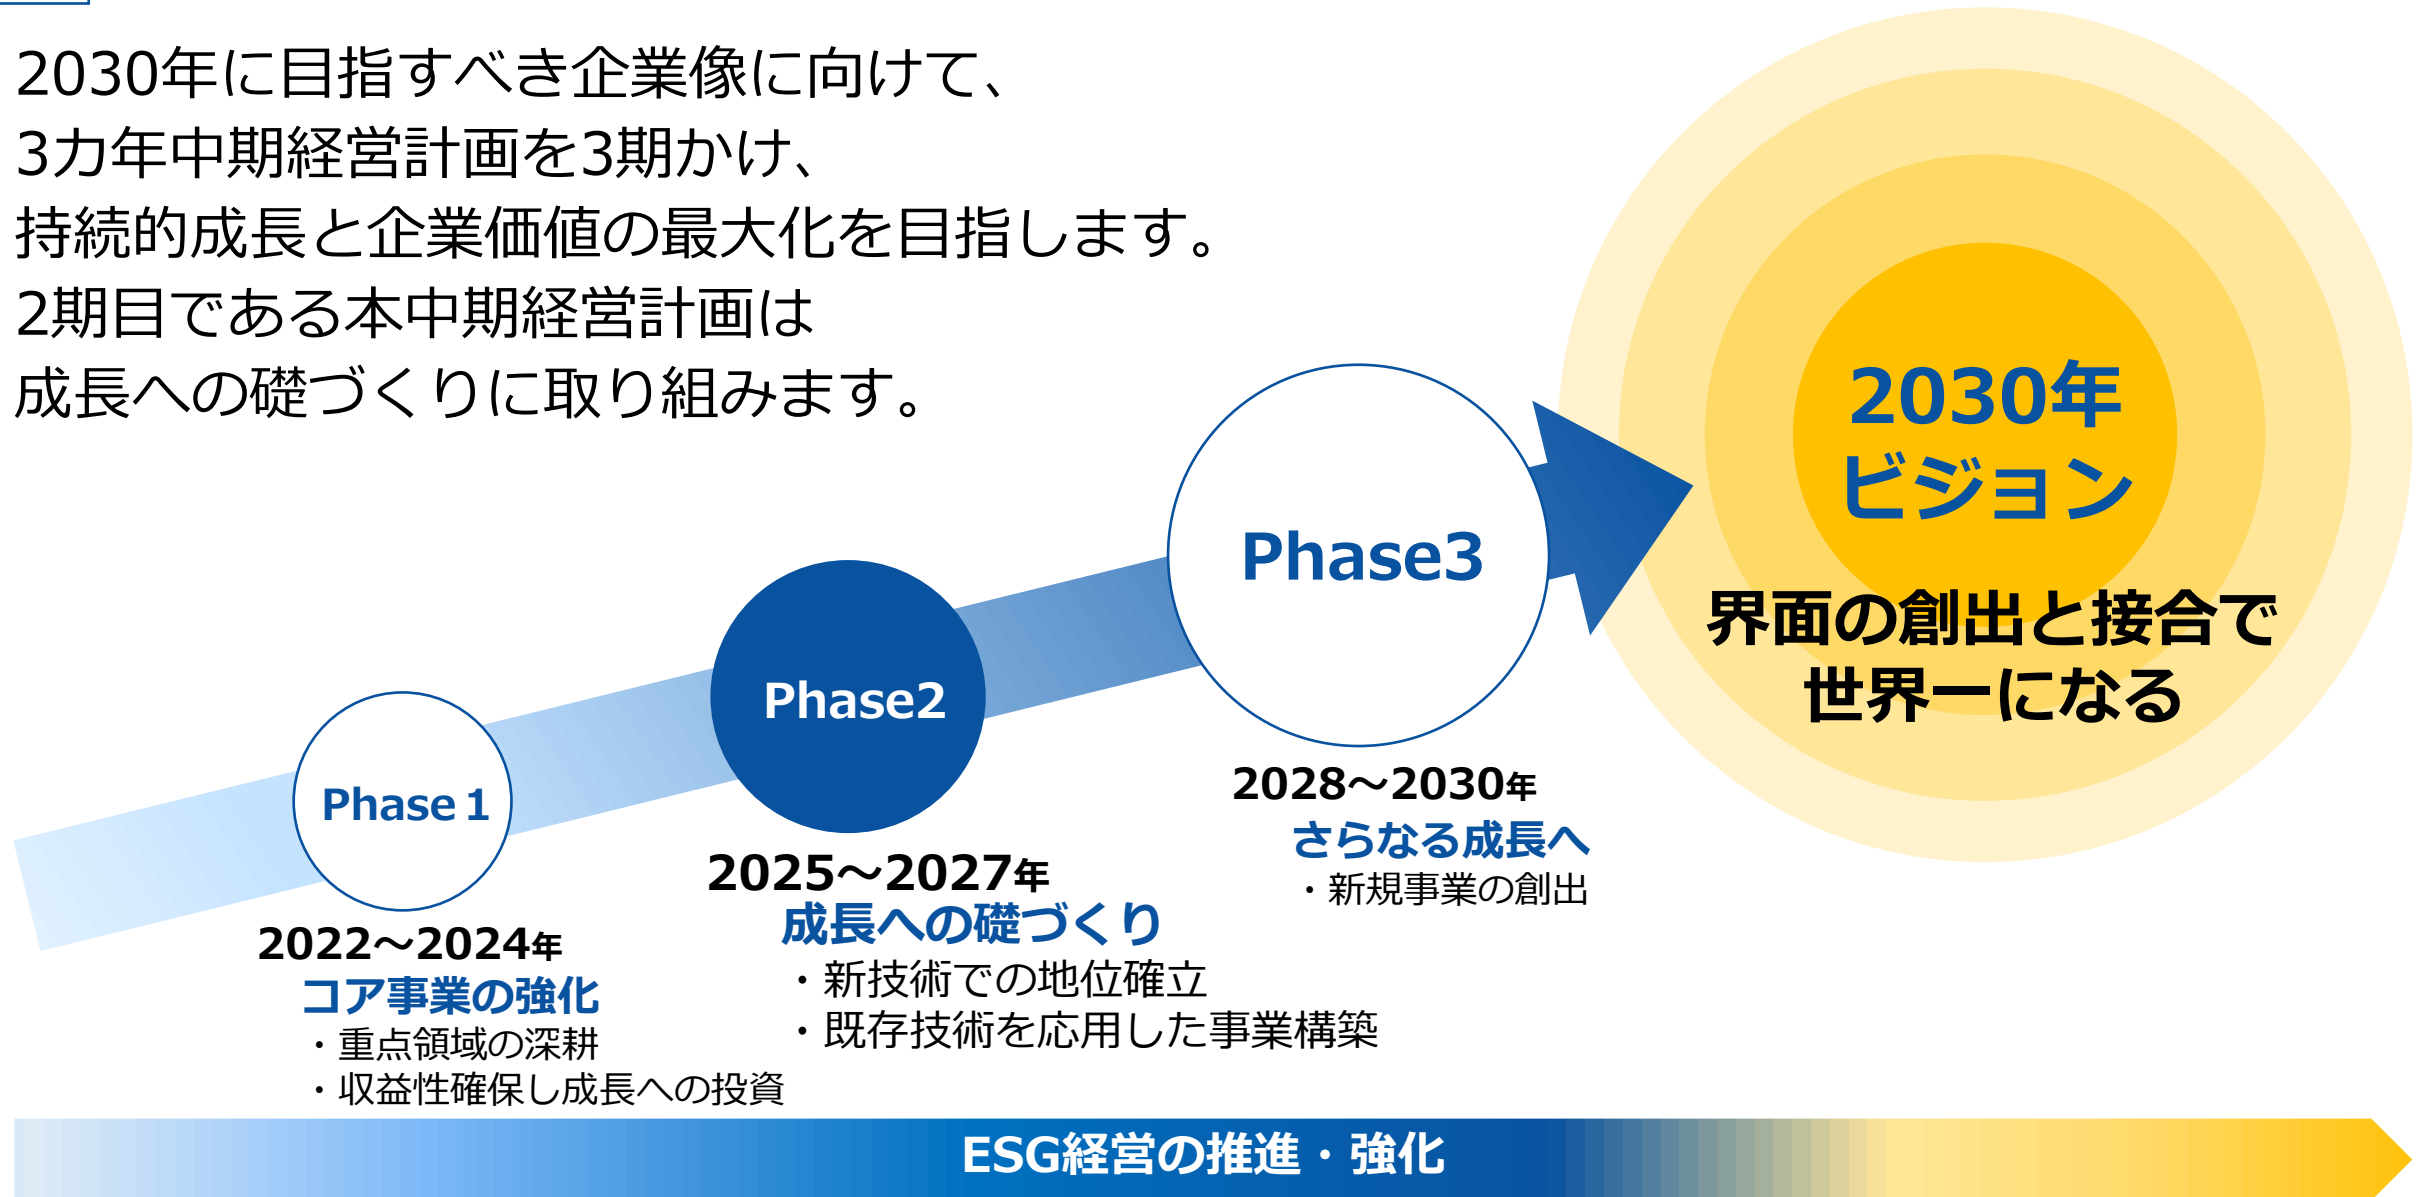 2030年に目指すべき企業像に向けて、
3カ年中期経営計画を3期かけ、
持続的成長と企業価値の最大化を目指します。
2期目である本中期経営計画は
成長への礎づくりに取り組みます。
Phase１
2022～2024年
コア事業の強化
・重点領域の深耕
・収益性確保し成長への投資
Phase2
2025～2027年
成長への礎づくり
・新技術での地位確立
・既存技術を応用した事業構築
Phase3
2028～2030年
さらなる成長へ
・新規事業の創出
2030年
ビジョン
界面の創出と接合で
世界一になる
ESG経営の推進・強化